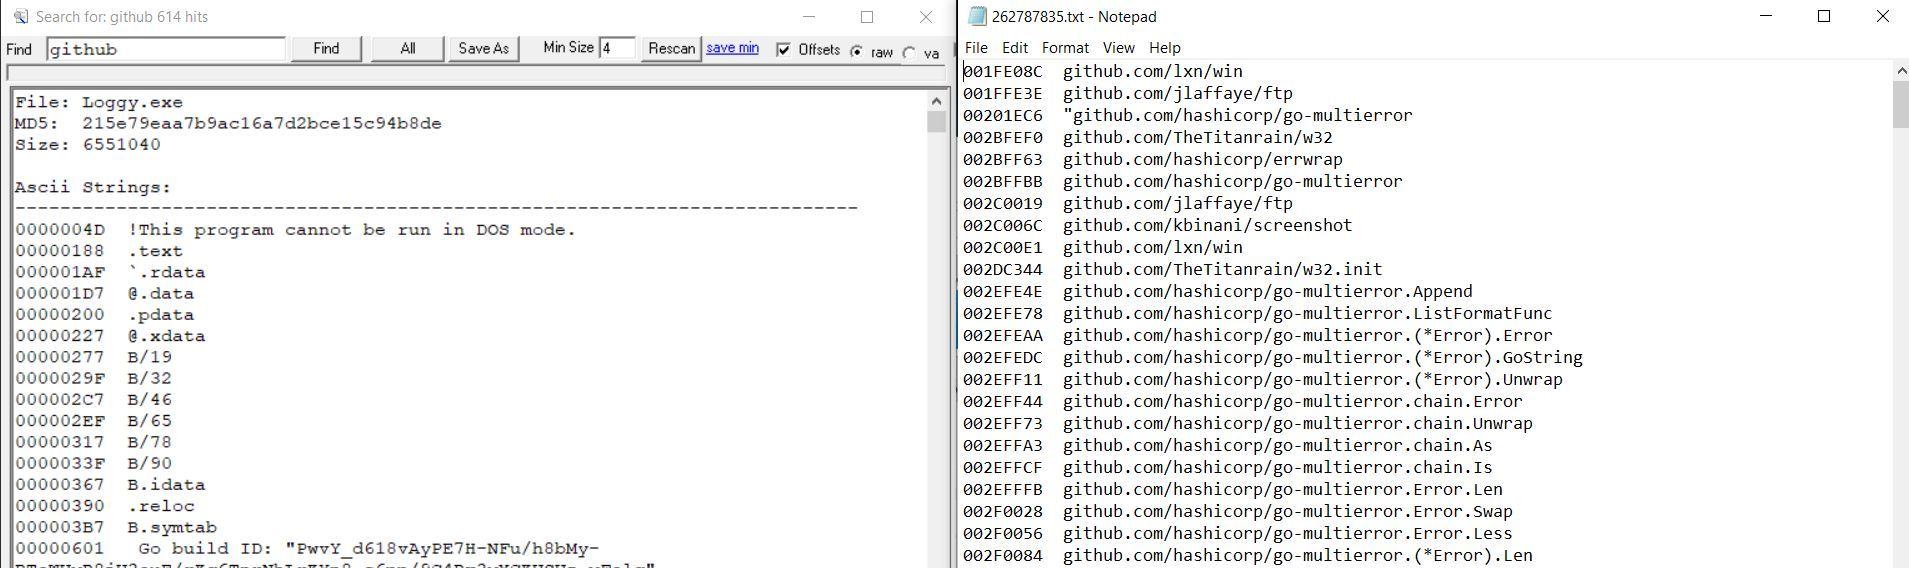 Search for: github 614 hits
Find github Find All Save As Min Size 4 Rescan save min Offsets raw va
File: Loggy.exe
MD5: 215e79eaa7b9ac16a7d2bce15c94b8de
Size: 6551040
Ascii Strings:
---------------------------------------------------------------------------
0000004D !This program cannot be run in DOS mode.
00000188 .text
000001AF `.rdata
000001D7 @.data
00000200 .pdata
00000227 @.xdata
00000277 B/19
0000029F B/32
000002C7 B/46
000002EF B/65
00000317 B/78
0000033F B/90
00000367 B.idata
00000390 .reloc
000003B7 B.symtab
00000601 Go build ID: "PwvY_d618vAyPE7H-NFu/h8bMy-
262787835.txt - Notepad
File Edit Format View Help
001FE08C github.com/lxn/win
001FFE3E github.com/jlaffaye/ftp
00201EC6 "github.com/hashicorp/go-multierror
002BFEF0 github.com/TheTitanrain/w32
002BFF63 github.com/hashicorp/errwrap
002BFFBB github.com/hashicorp/go-multierror
002C0019 github.com/jlaffaye/ftp
002C006C github.com/kbinani/screenshot
002C00E1 github.com/lxn/win
002DC344 github.com/TheTitanrain/w32.init
002EFE4E github.com/hashicorp/go-multierror.Append
002EFE78 github.com/hashicorp/go-multierror.ListFormatFunc
002EFEAA github.com/hashicorp/go-multierror.(*Error).Error
002EFEDC github.com/hashicorp/go-multierror.(*Error).GoString
002EFF11 github.com/hashicorp/go-multierror.(*Error).Unwrap
002EFF44 github.com/hashicorp/go-multierror.chain.Error
002EFF73 github.com/hashicorp/go-multierror.chain.Unwrap
002EFFA3 github.com/hashicorp/go-multierror.chain.As
002EFFCF github.com/hashicorp/go-multierror.chain.Is
002EFFFB github.com/hashicorp/go-multierror.Error.Len
002F0028 github.com/hashicorp/go-multierror.Error.Swap
002F0056 github.com/hashicorp/go-multierror.Error.Less
002F0084 github.com/hashicorp/go-multierror.(*Error).Len